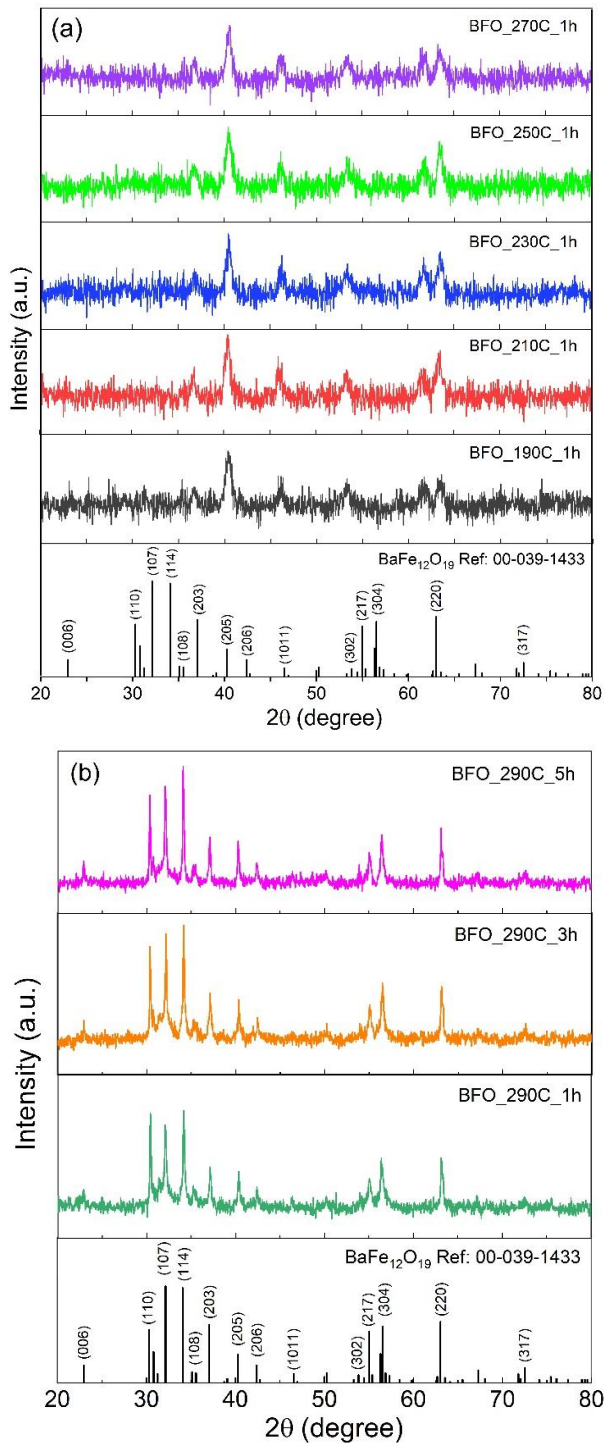 (a)
BFO_270C_1h
BFO_250C_1h
BFO_230C_1h
BFO_210C_1h
BFO_190C_1h
BaFe₁₂O₁₉ Ref: 00-039-1433
(006)
(110)
(107)
(114)
(108)
(203)
(205)
(206)
(1011)
(302)
(217)
(304)
(220)
(317)
Intensity (a.u.)
20 30 40 50 60 70 80
2θ (degree)
(b)
BFO_290C_5h
BFO_290C_3h
BFO_290C_1h
BaFe₁₂O₁₉ Ref: 00-039-1433
(006)
(110)
(107)
(114)
(108)
(203)
(205)
(206)
(1011)
(302)
(217)
(304)
(220)
(317)
Intensity (a.u.)
20 30 40 50 60 70 80
2θ (degree)